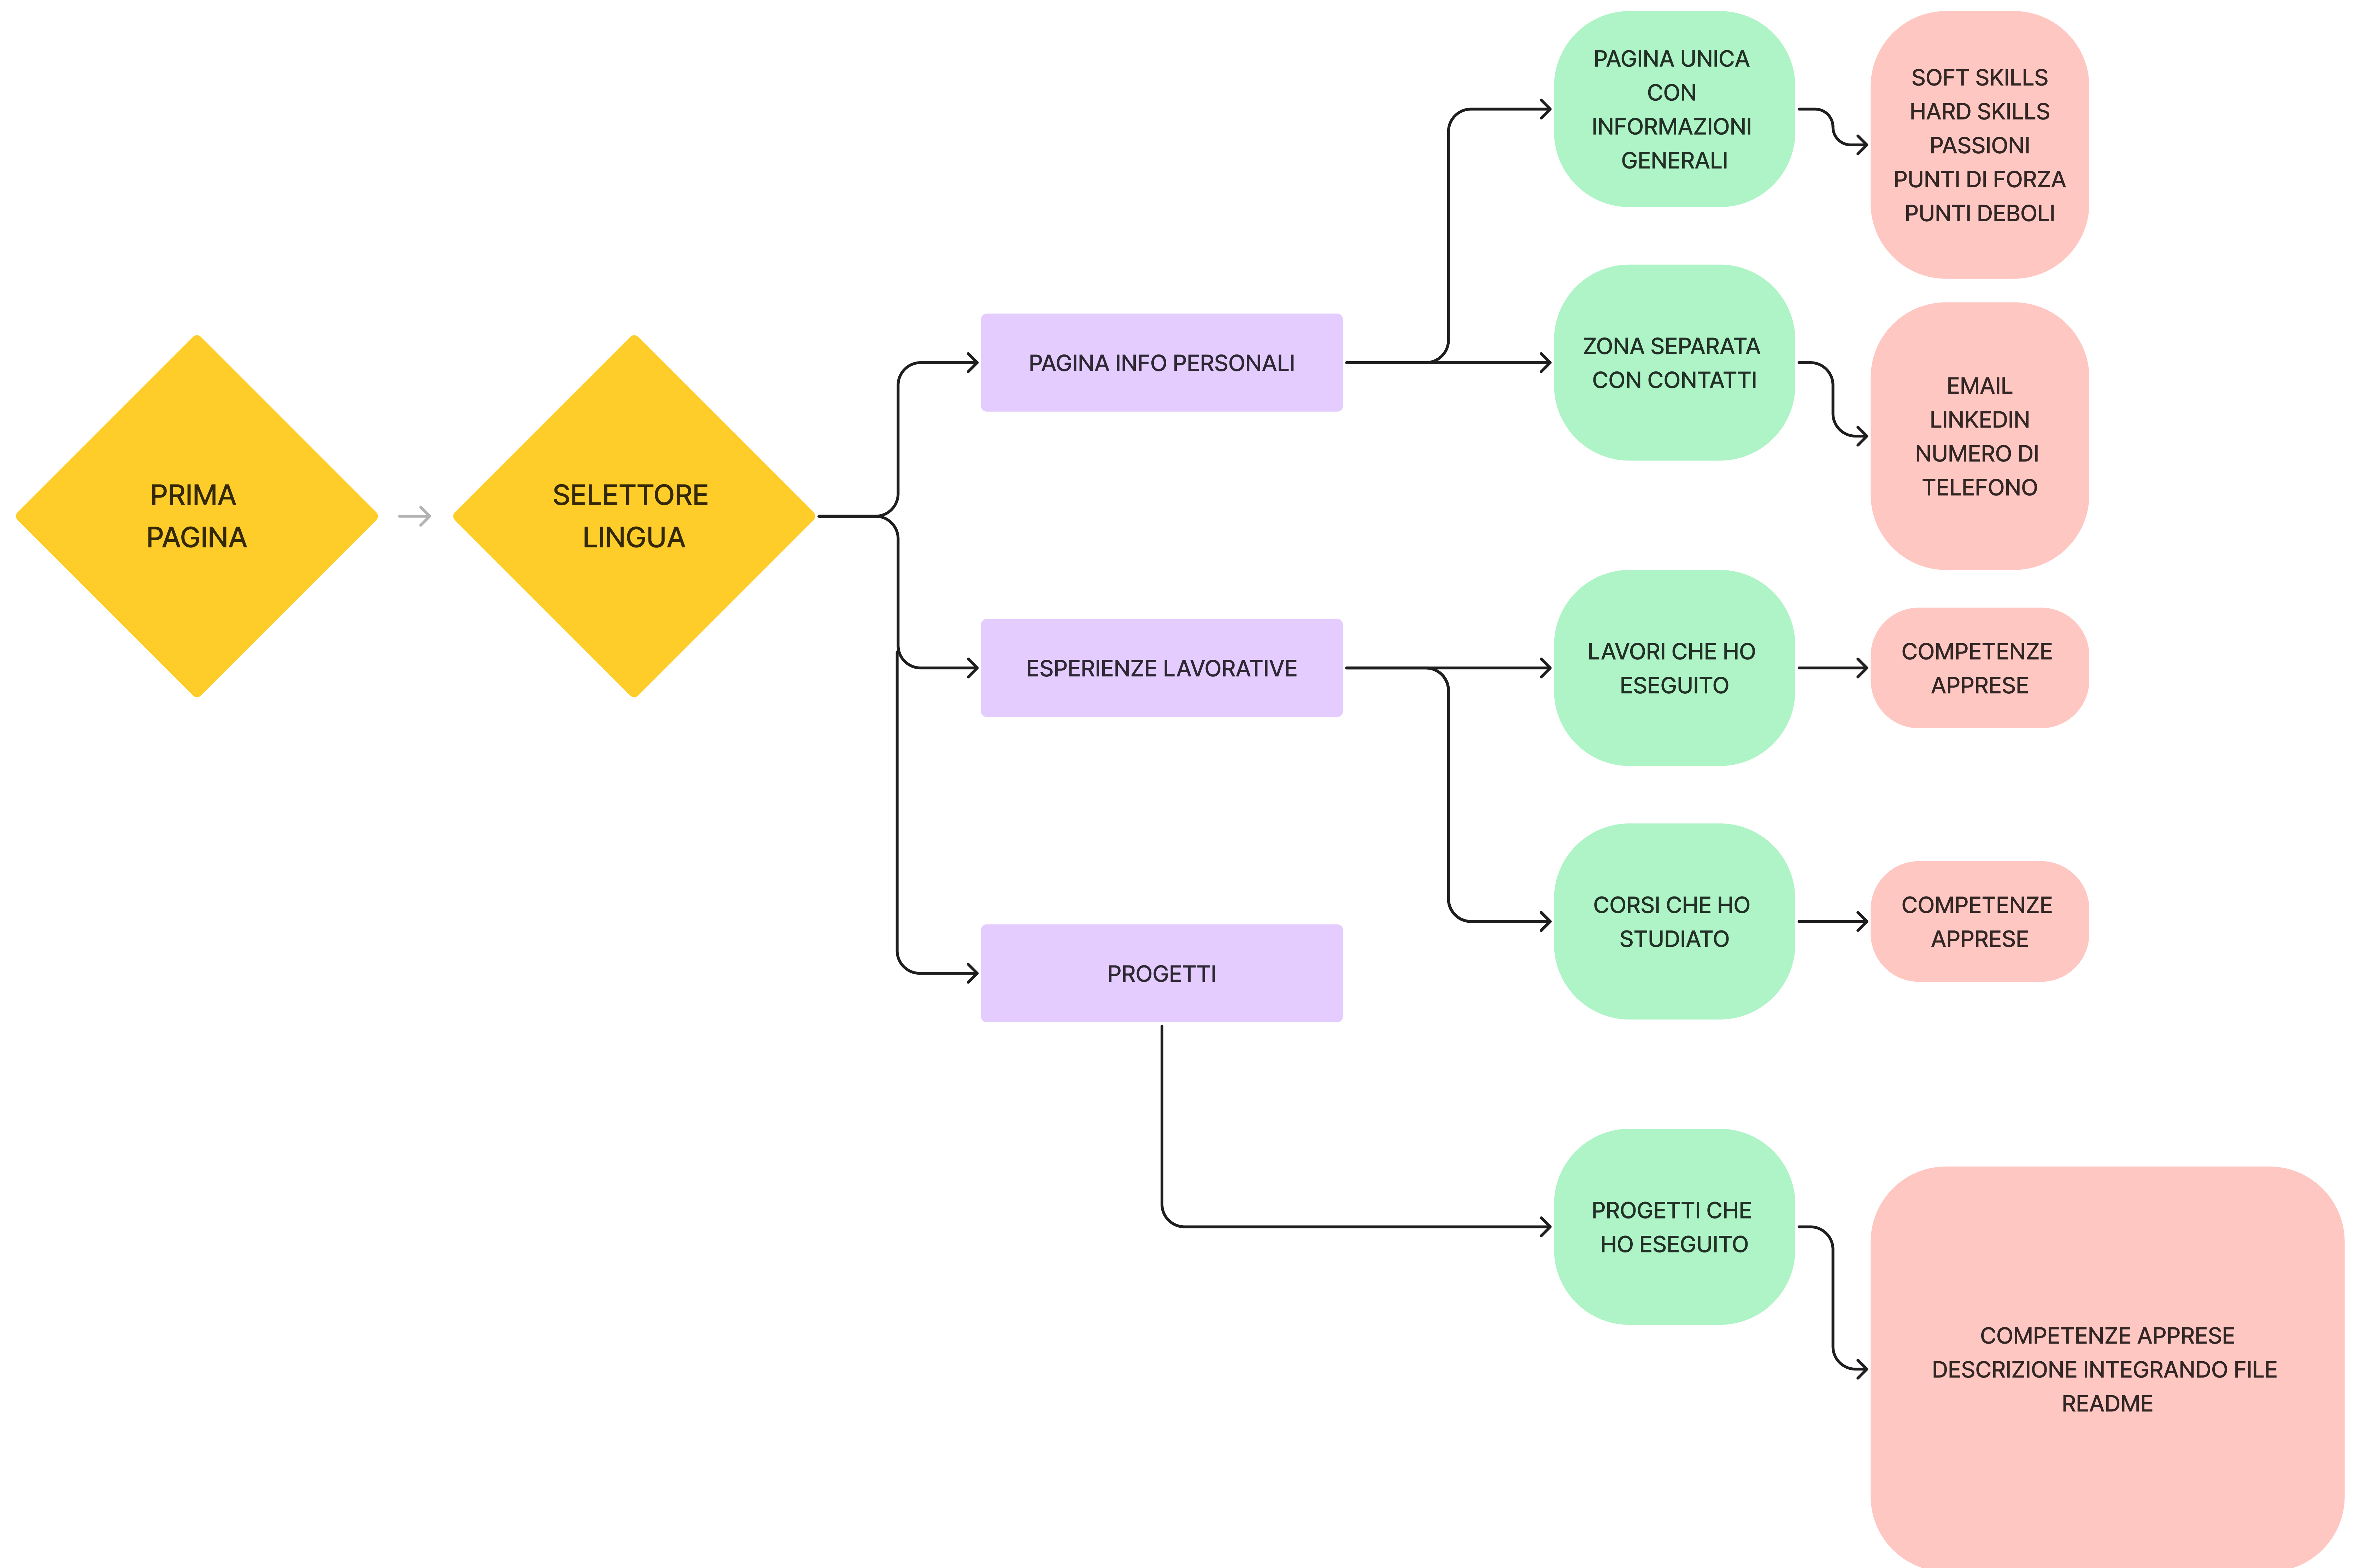 PRIMA
PAGINA
SELETTORE
LINGUA
PAGINA INFO PERSONALI
ESPERIENZE LAVORATIVE
PROGETTI
PAGINA UNICA
CON
INFORMAZIONI
GENERALI
ZONA SEPARATA
CON CONTATTI
LAVORI CHE HO
ESEGUITO
CORSI CHE HO
STUDIATO
PROGETTI CHE
HO ESEGUITO
SOFT SKILLS
HARD SKILLS
PASSIONI
PUNTI DI FORZA
PUNTI DEBOLI
EMAIL
LINKEDIN
NUMERO DI
TELEFONO
COMPETENZE
APPRESE
COMPETENZE
APPRESE
COMPETENZE APPRESE
DESCRIZIONE INTEGRANDO FILE
README